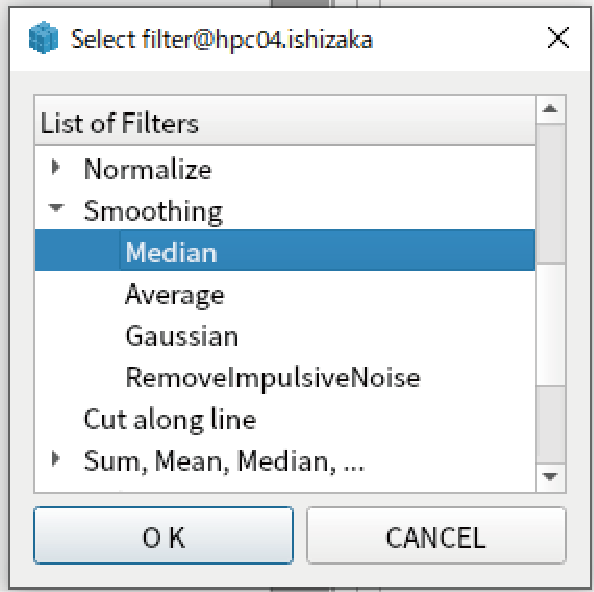 Select filter@hpc04.ishizaka
List of Filters
Normalize
Smoothing
Median
Average
Gaussian
RemoveImpulsiveNoise
Cut along line
Sum, Mean, Median, ...
O K
CANCEL